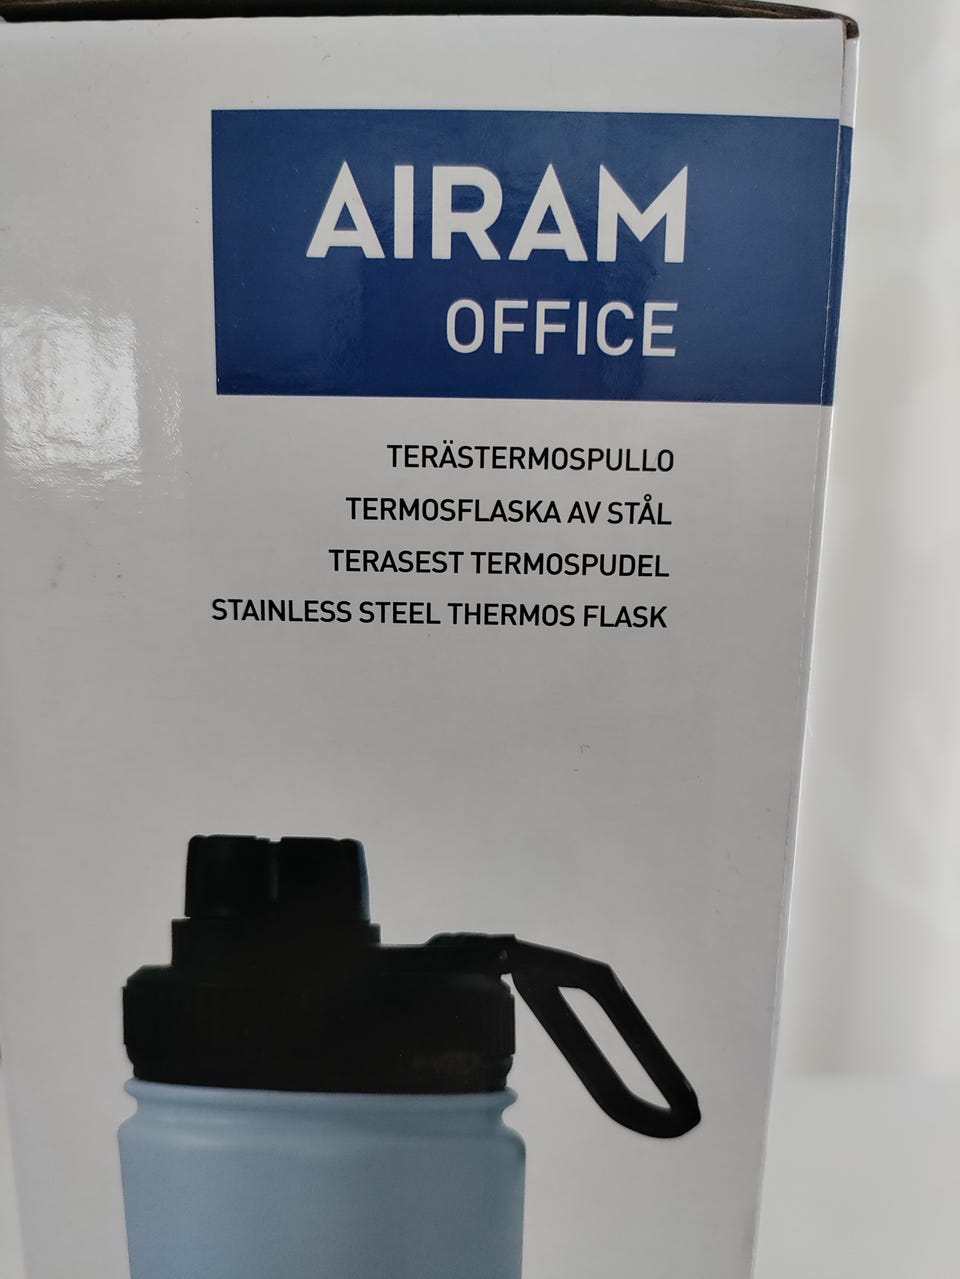 AIRAM
OFFICE
TERÄSTERMOSPULLO
TERMOSFLASKA AV STÅL
TERASEST TERMOSPUDEL
STAINLESS STEEL THERMOS FLASK